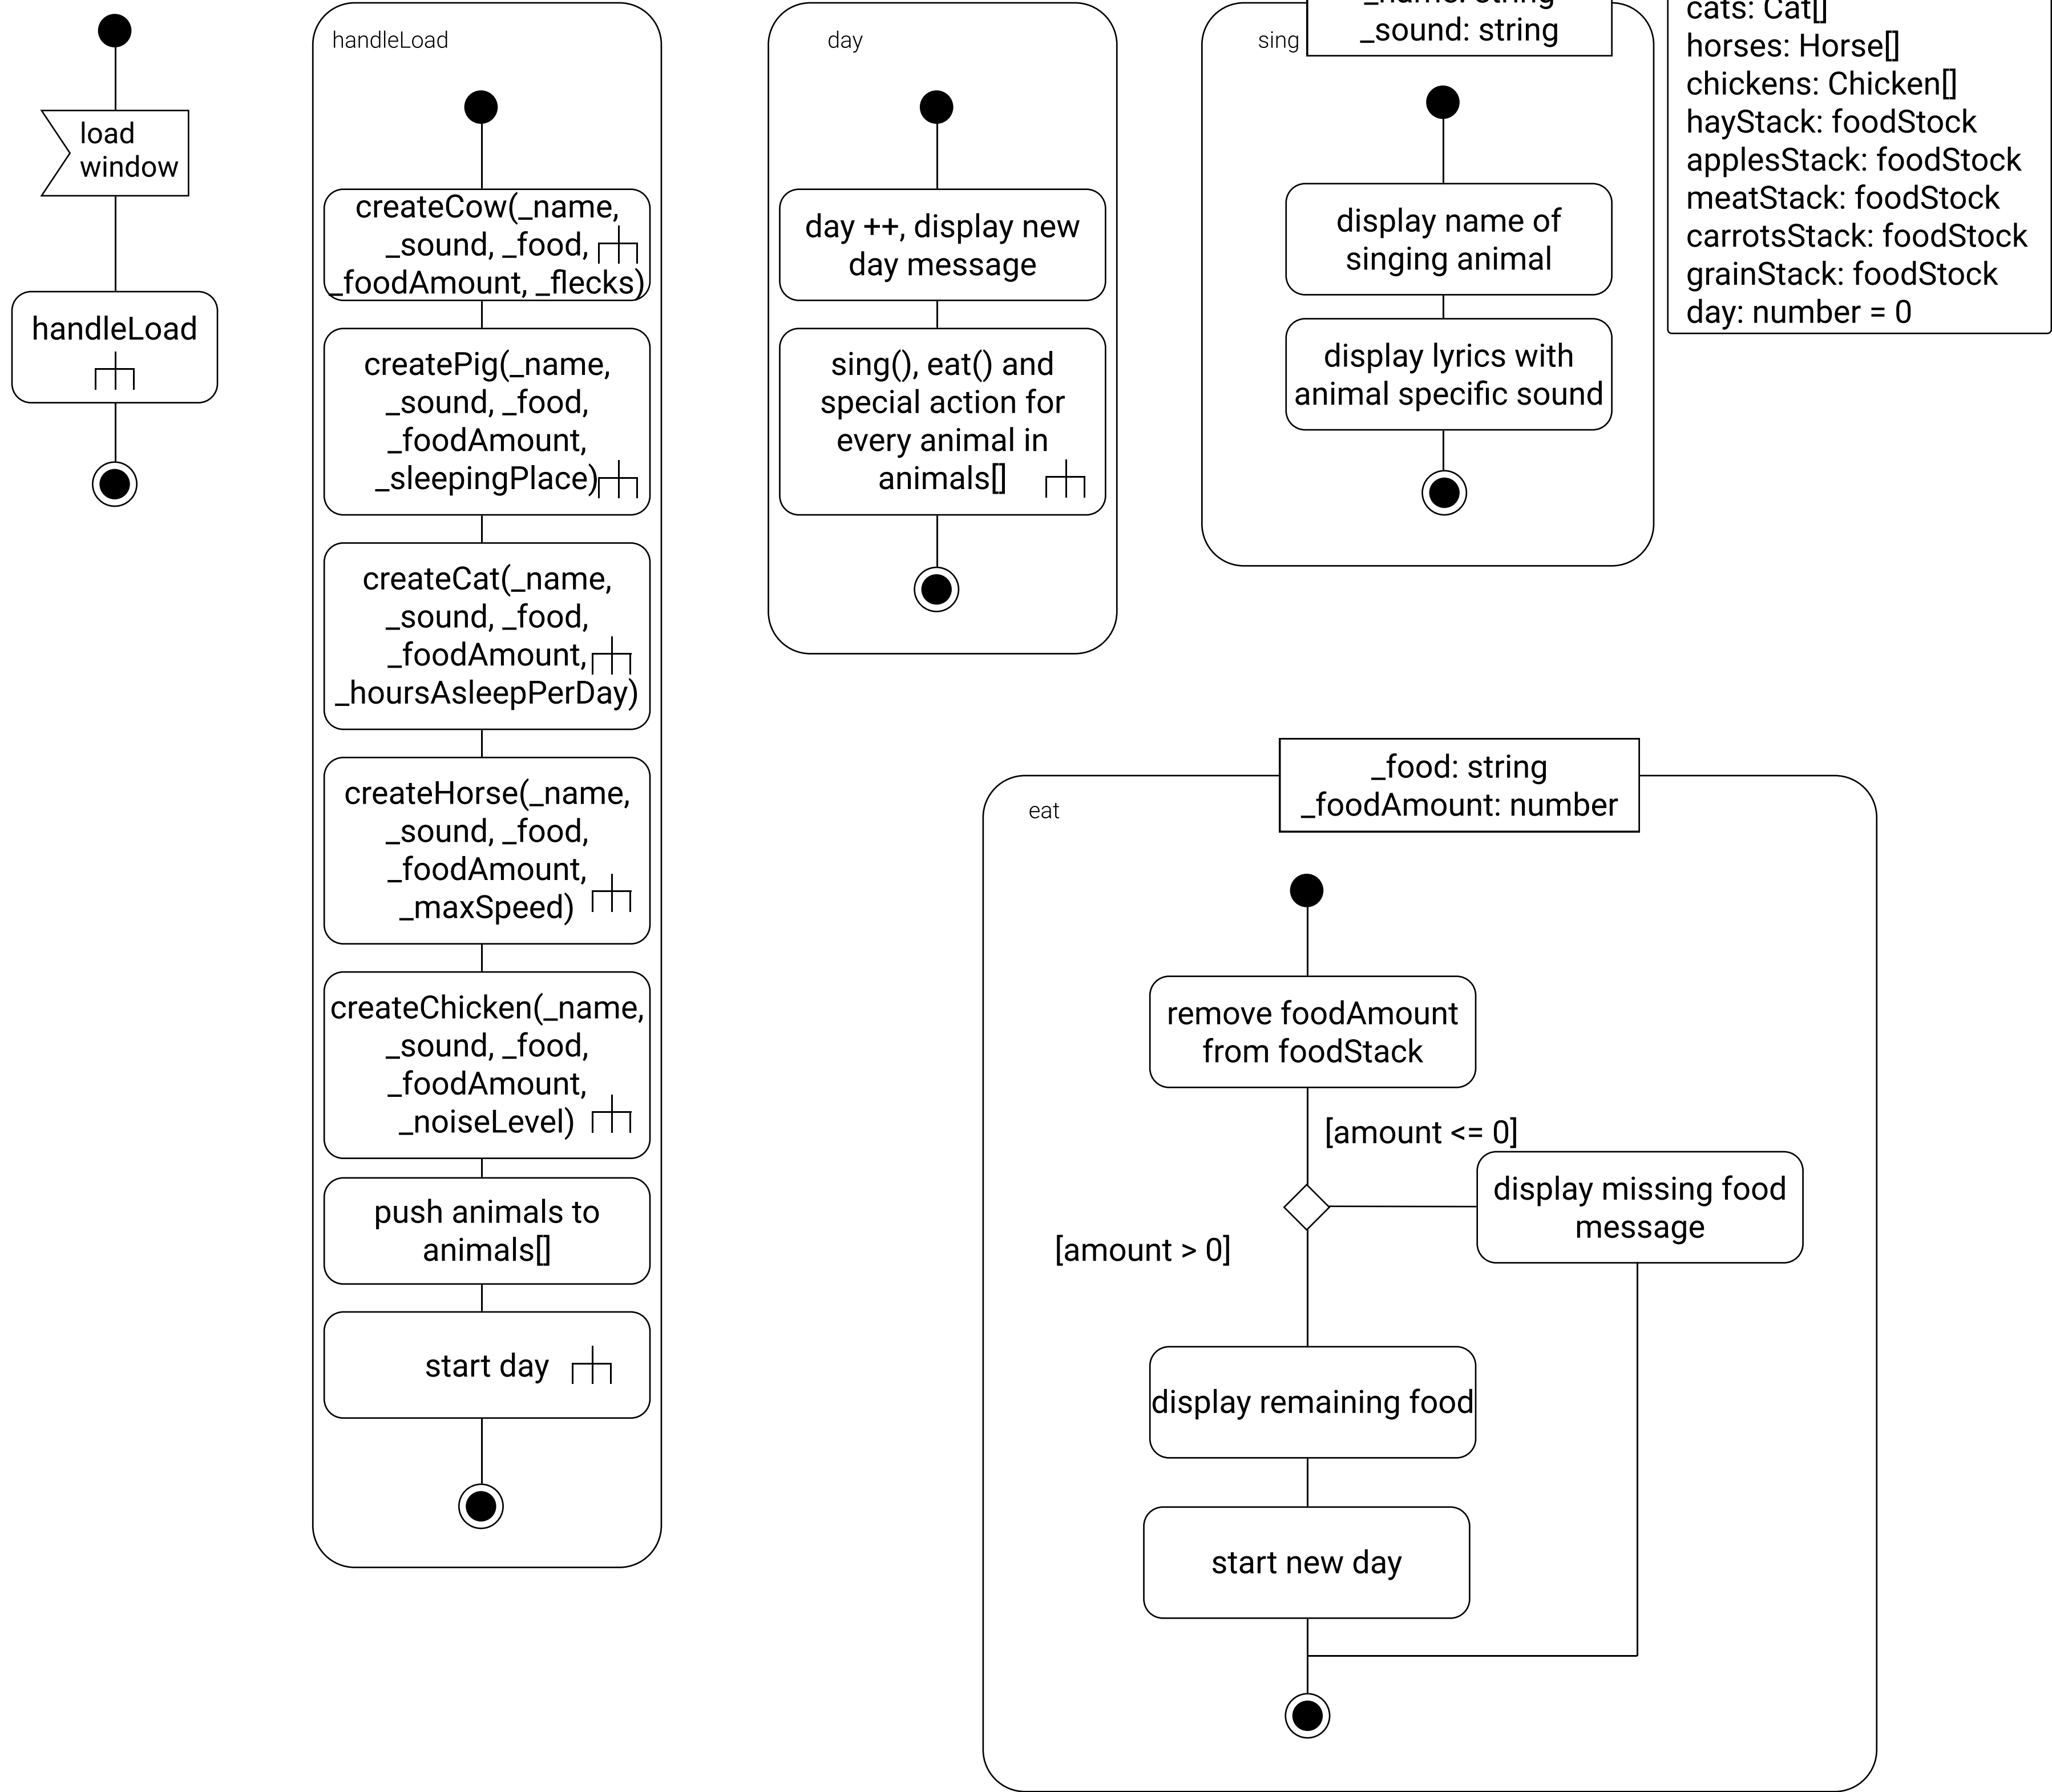 load
window
handleLoad
handleLoad
createCow(_name,
_sound, _food,
_foodAmount, _flecks)
createPig(_name,
_sound, _food,
_foodAmount,
_sleepingPlace)
createCat(_name,
_sound, _food,
_foodAmount,
_hoursAsleepPerDay)
createHorse(_name,
_sound, _food,
_foodAmount,
_maxSpeed)
createChicken(_name,
_sound, _food,
_foodAmount,
_noiseLevel)
push animals to
animals[]
start day
day
day ++, display new
day message
sing(), eat() and
special action for
every animal in
animals[]
sing
_name: string
_sound: string
display name of
singing animal
display lyrics with
animal specific sound
cats: Cat[]
horses: Horse[]
chickens: Chicken[]
hayStack: foodStock
applesStack: foodStock
meatStack: foodStock
carrotsStack: foodStock
grainStack: foodStock
day: number = 0
eat
_food: string
_foodAmount: number
remove foodAmount
from foodStack
[amount <= 0]
display missing food
message
[amount > 0]
display remaining food
start new day